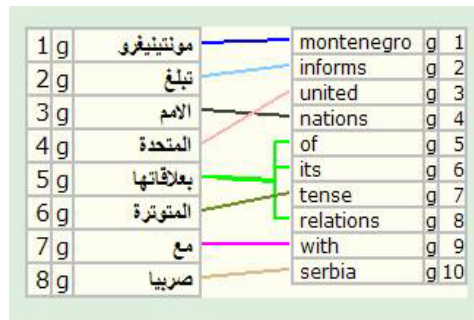 1 g مونتينيغرو
2 g تبلغ
3 g الامم
4 g المتحدة
5 g بعلاقاتها
6 g المتوترة
7 g مع
8 g صربيا
montenegro g 1
informs g 2
united g 3
nations g 4
of g 5
its g 6
tense g 7
relations g 8
with g 9
serbia g 10